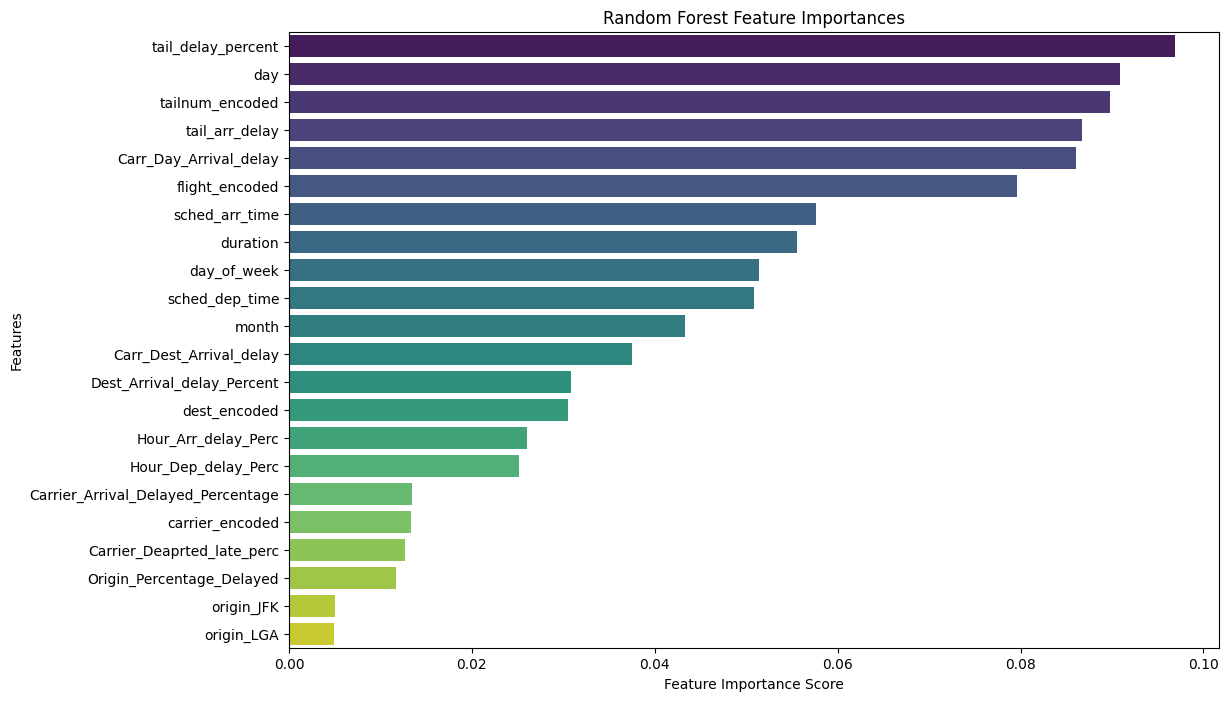 Random Forest Feature Importances
Features
tail_delay_percent
day
tailnum_encoded
tail_arr_delay
Carr_Day_Arrival_delay
flight_encoded
sched_arr_time
duration
day_of_week
sched_dep_time
month
Carr_Dest_Arrival_delay
Dest_Arrival_delay_Percent
dest_encoded
Hour_Arr_delay_Perc
Hour_Dep_delay_Perc
Carrier_Arrival_Delayed_Percentage
carrier_encoded
Carrier_Deaprted_late_perc
Origin_Percentage_Delayed
origin_JFK
origin_LGA
0.00 0.02 0.04 0.06 0.08 0.10
Feature Importance Score